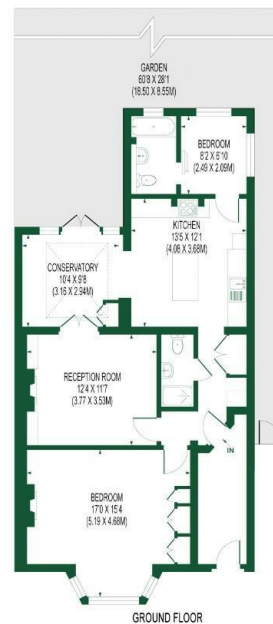 GARDEN
60'8 X 28'1
(18.50 X 8.55M)
BEDROOM
8'2 X 6'10
(2.49 X 2.09M)
KITCHEN
13'5 X 12'1
(4.08 X 3.68M)
CONSERVATORY
10'4 X 9'8
(3.16 X 2.94M)
RECEPTION ROOM
12'4 X 11'7
(3.77 X 3.53M)
IN
BEDROOM
17'0 X 15'4
(5.19 X 4.68M)
GROUND FLOOR